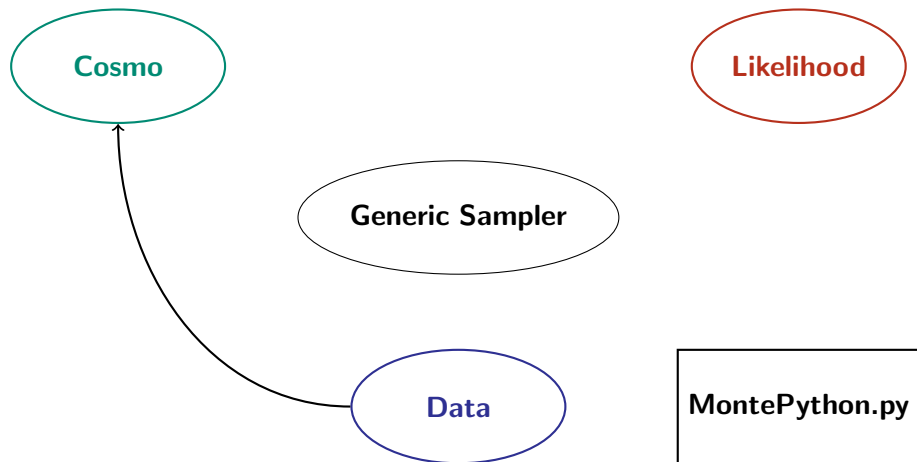 Cosmo
Likelihood
Generic Sampler
Data
MontePython.py